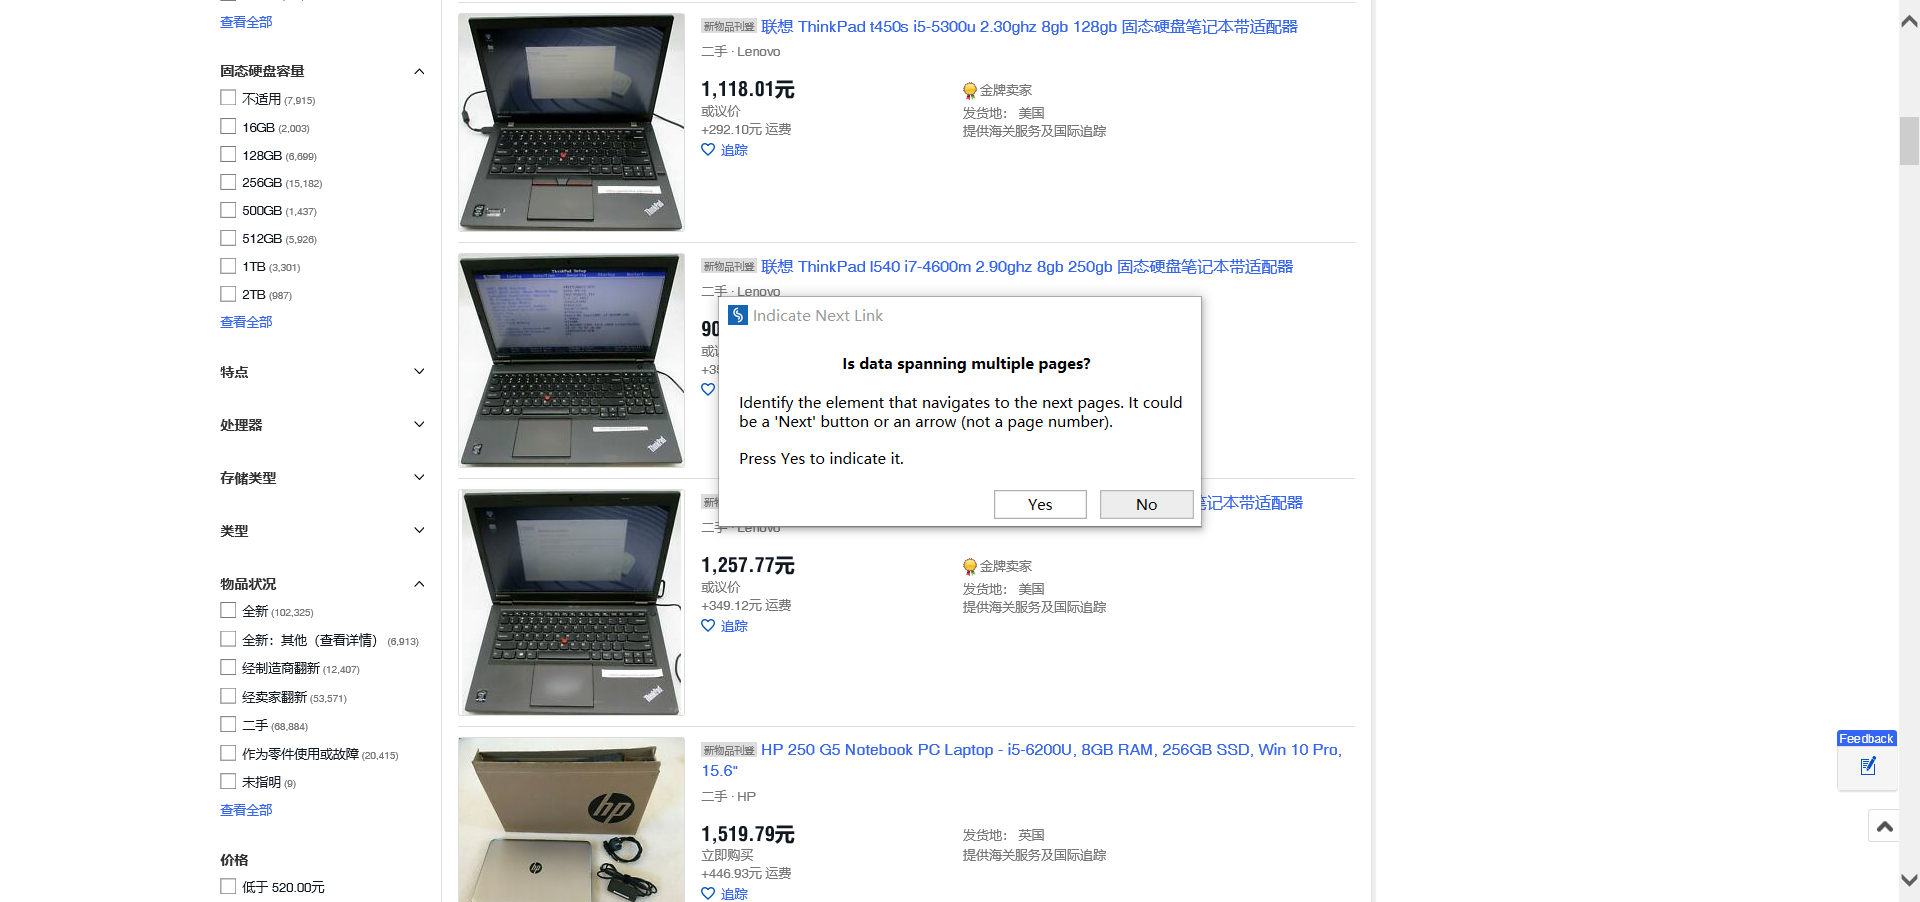 查看全部
固态硬盘容量
不适用 (7,915)
16GB (2,003)
128GB (6,699)
256GB (15,182)
500GB (1,437)
512GB (5,926)
1TB (3,301)
2TB (987)
查看全部
特点
处理器
存储类型
类型
物品状况
全新 (102,325)
全新：其他（查看详情） (6,913)
经制造商翻新 (12,407)
经卖家翻新 (53,571)
二手 (68,884)
作为零件使用或故障 (20,415)
未指明 (9)
查看全部
价格
低于 520.00元
新物品刊登 联想 ThinkPad t450s i5-5300u 2.30ghz 8gb 128gb 固态硬盘笔记本带适配器
二手 · Lenovo
1,118.01元
或议价
+292.10元 运费
追踪
金牌卖家
发货地： 美国
提供海关服务及国际追踪
新物品刊登 联想 ThinkPad l540 i7-4600m 2.90ghz 8gb 250gb 固态硬盘笔记本带适配器
二手 · Lenovo
90
+35
Indicate Next Link
Is data spanning multiple pages?
Identify the element that navigates to the next pages. It could
be a 'Next' button or an arrow (not a page number).
Press Yes to indicate it.
Yes
No
笔记本带适配器
二手 · Lenovo
1,257.77元
或议价
+349.12元 运费
追踪
金牌卖家
发货地： 美国
提供海关服务及国际追踪
新物品刊登 HP 250 G5 Notebook PC Laptop - i5-6200U, 8GB RAM, 256GB SSD, Win 10 Pro,
15.6"
二手 · HP
1,519.79元
立即购买
+446.93元 运费
追踪
发货地： 英国
提供海关服务及国际追踪
Feedback
ThinkPad
ThinkPad
ThinkPad
hp
hp